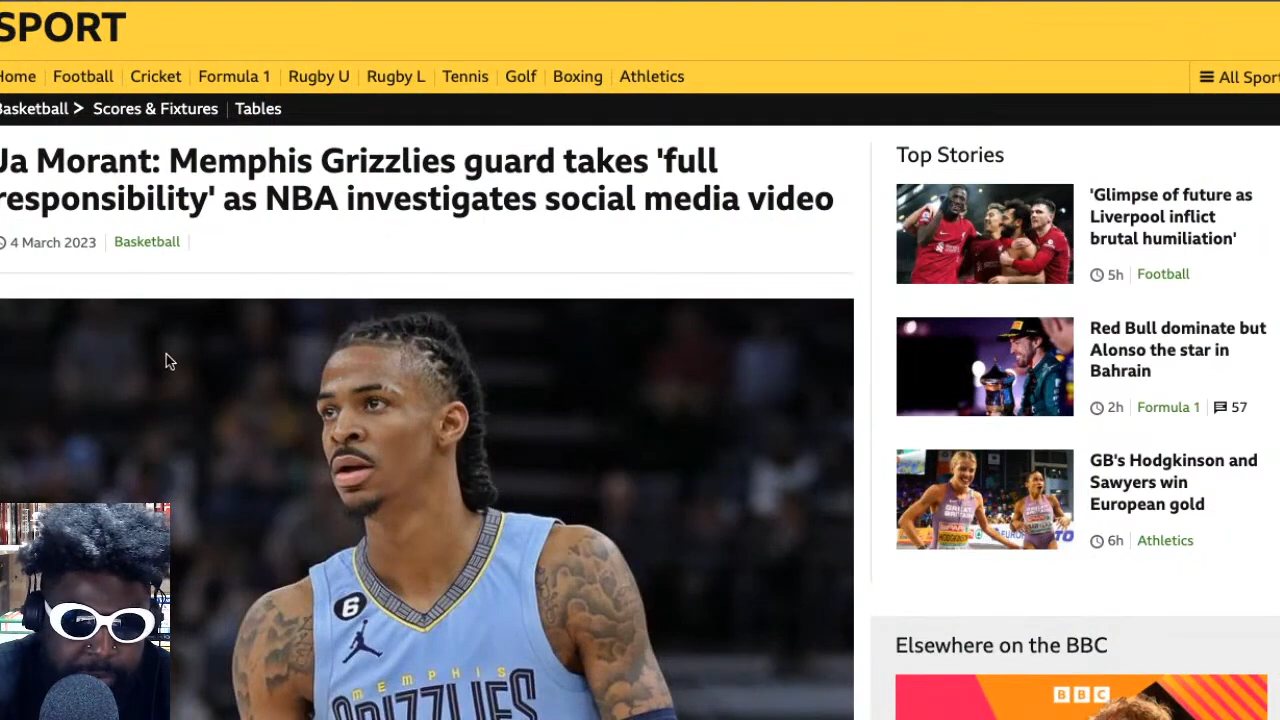 SPORT
Home Football Cricket Formula 1 Rugby U Rugby L Tennis Golf Boxing Athletics All Sport
Basketball > Scores & Fixtures Tables
Ja Morant: Memphis Grizzlies guard takes 'full
responsibility' as NBA investigates social media video
4 March 2023 Basketball
6
MEMPHIS
GRIZZLIES
Top Stories
'Glimpse of future as
Liverpool inflict
brutal humiliation'
5h Football
Red Bull dominate but
Alonso the star in
Bahrain
2h Formula 1 57
GB's Hodgkinson and
Sawyers win
European gold
6h Athletics
Elsewhere on the BBC
BBC